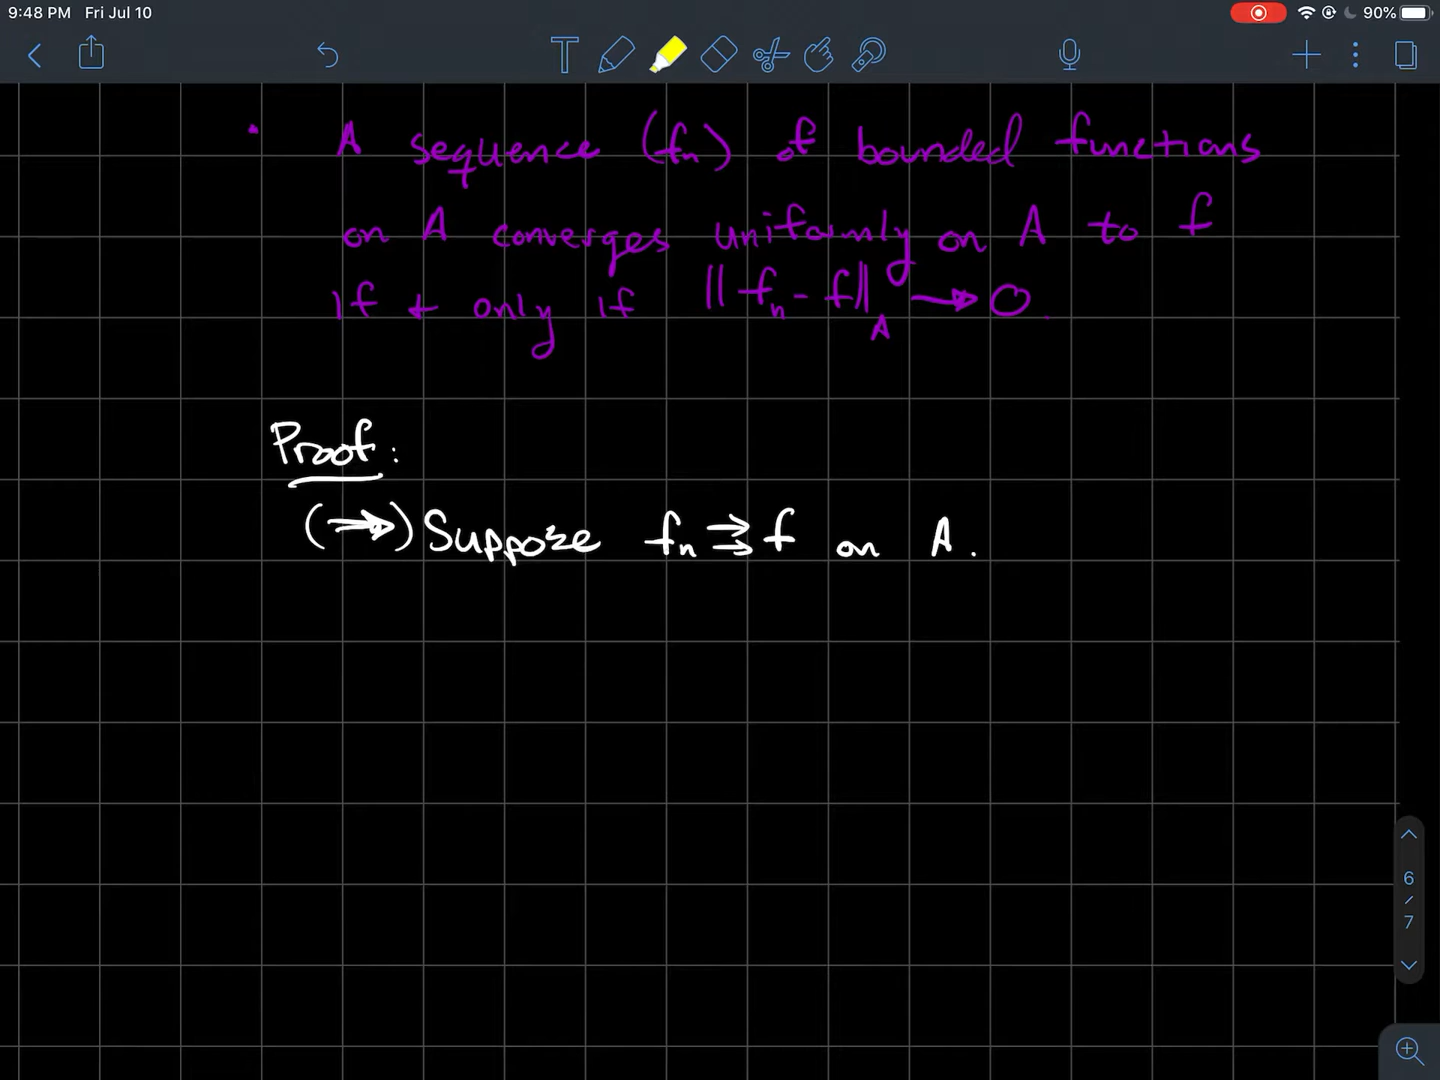 9:48 PM Fri Jul 10 90%
• A sequence (fₙ) of bounded functions
on A converges uniformly on A to f
if + only if || fₙ - f||_A → 0.
Proof:
(⇒) Suppose fₙ ⇉ f on A.
6
/
7